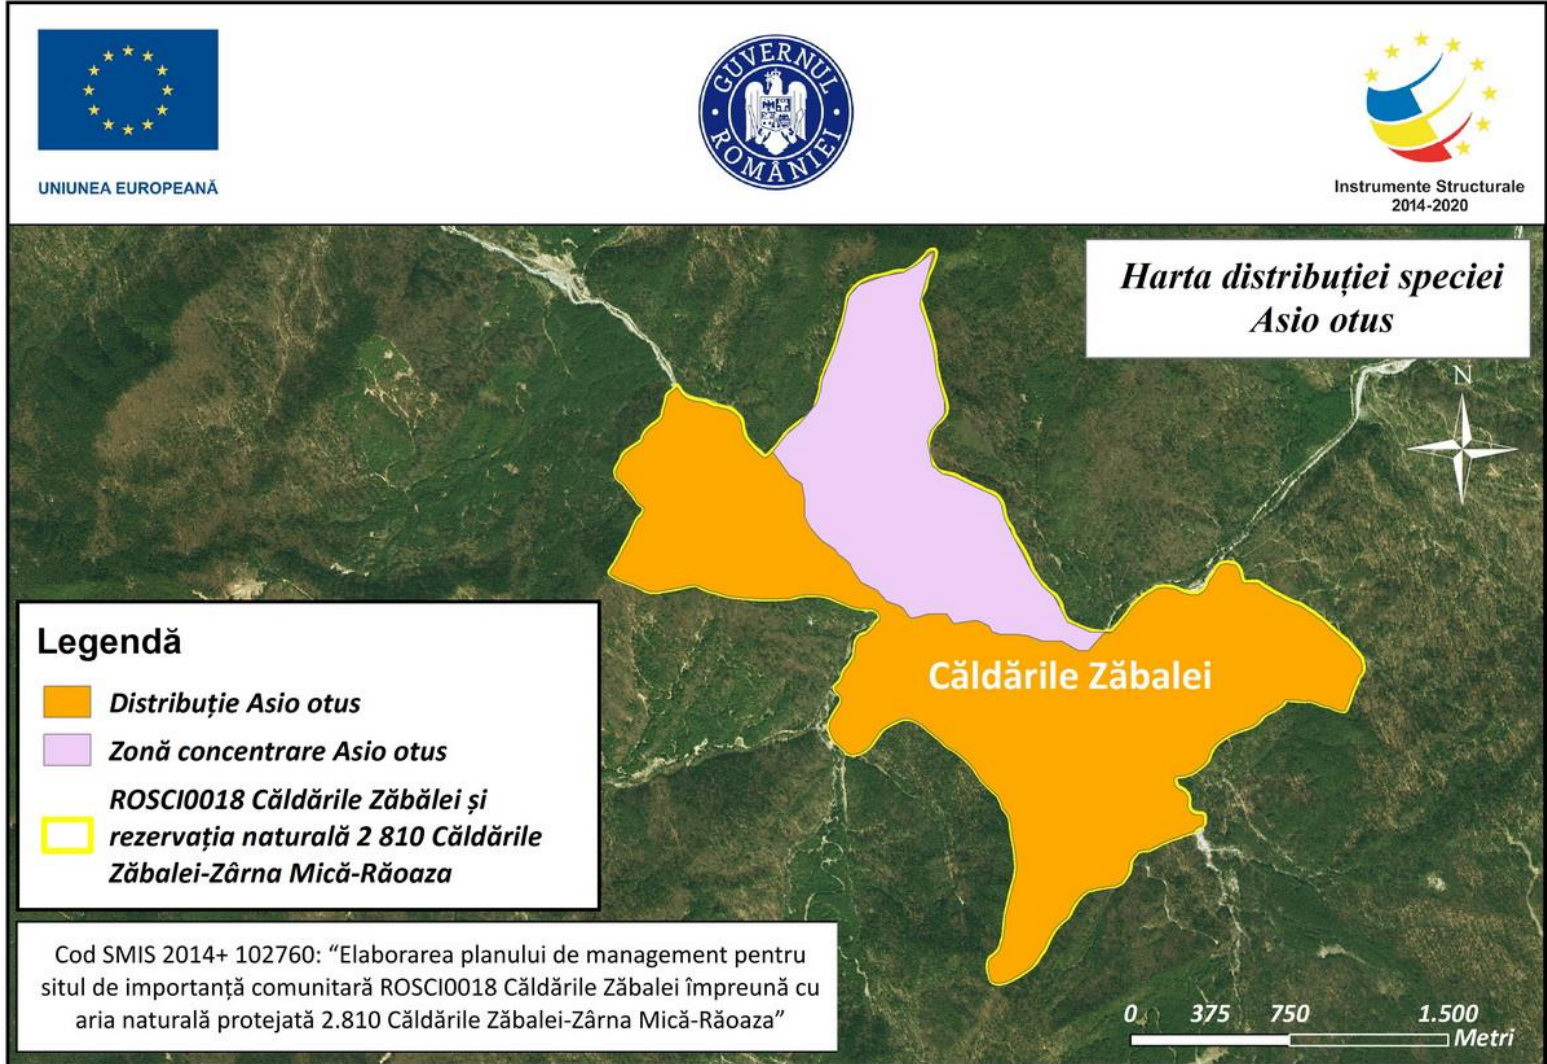 UNIUNEA EUROPEANĂ
GUVERNUL
ROMÂNIEI
Instrumente Structurale
2014-2020
Harta distribuției speciei
Asio otus
N
Căldările Zăbalei
Legendă
Distribuție Asio otus
Zonă concentrare Asio otus
ROSCI0018 Căldările Zăbălei și
rezervația naturală 2 810 Căldările
Zăbalei-Zârna Mică-Răoaza
Cod SMIS 2014+ 102760: “Elaborarea planului de management pentru
situl de importanță comunitară ROSCI0018 Căldările Zăbalei împreună cu
aria naturală protejată 2.810 Căldările Zăbalei-Zârna Mică-Răoaza”
0 375 750 1.500
Metri